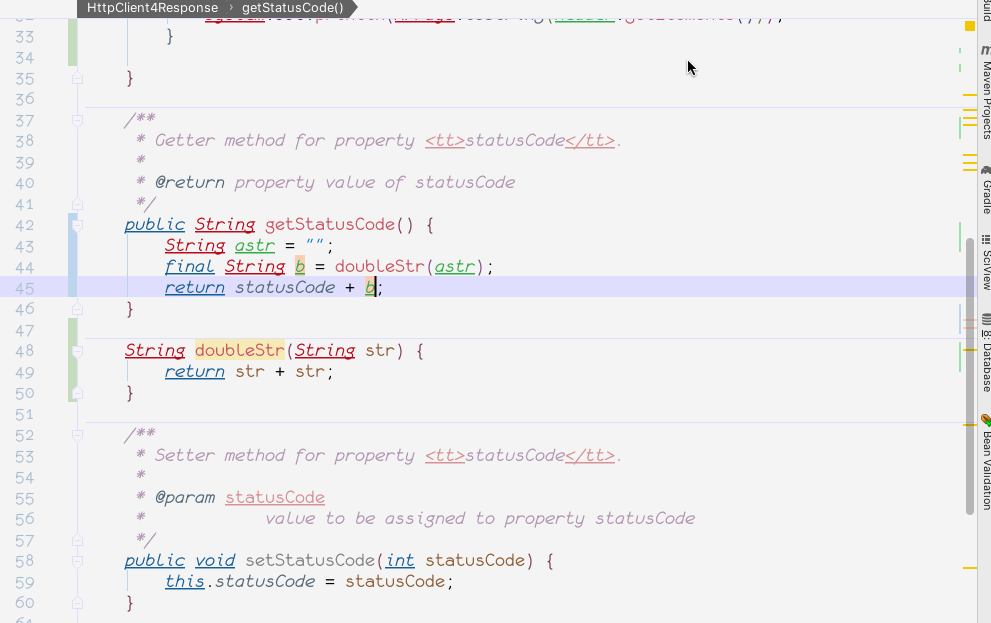 HttpClient4Response > getStatusCode()
33 }
34
35 }
36
37 /**
38 * Getter method for property <tt>statusCode</tt>.
39 *
40 * @return property value of statusCode
41 */
42 public String getStatusCode() {
43 String astr = "";
44 final String b = doubleStr(astr);
45 return statusCode + b;
46 }
47
48 String doubleStr(String str) {
49 return str + str;
50 }
51
52 /**
53 * Setter method for property <tt>statusCode</tt>.
54 *
55 * @param statusCode
56 * value to be assigned to property statusCode
57 */
58 public void setStatusCode(int statusCode) {
59 this.statusCode = statusCode;
60 }
Build
m Maven Projects
Gradle
SciView
8: Database
Bean Validation